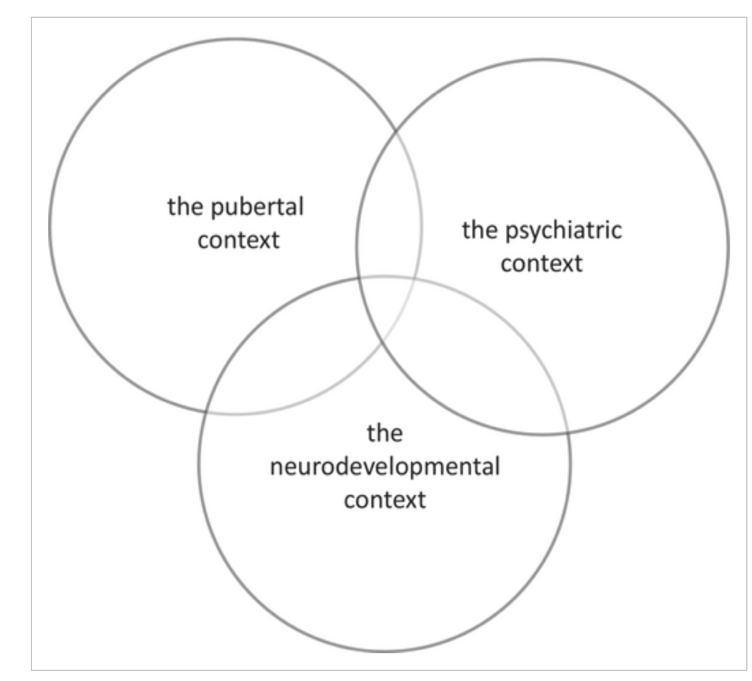 the pubertal
context
the psychiatric
context
the
neurodevelopmental
context